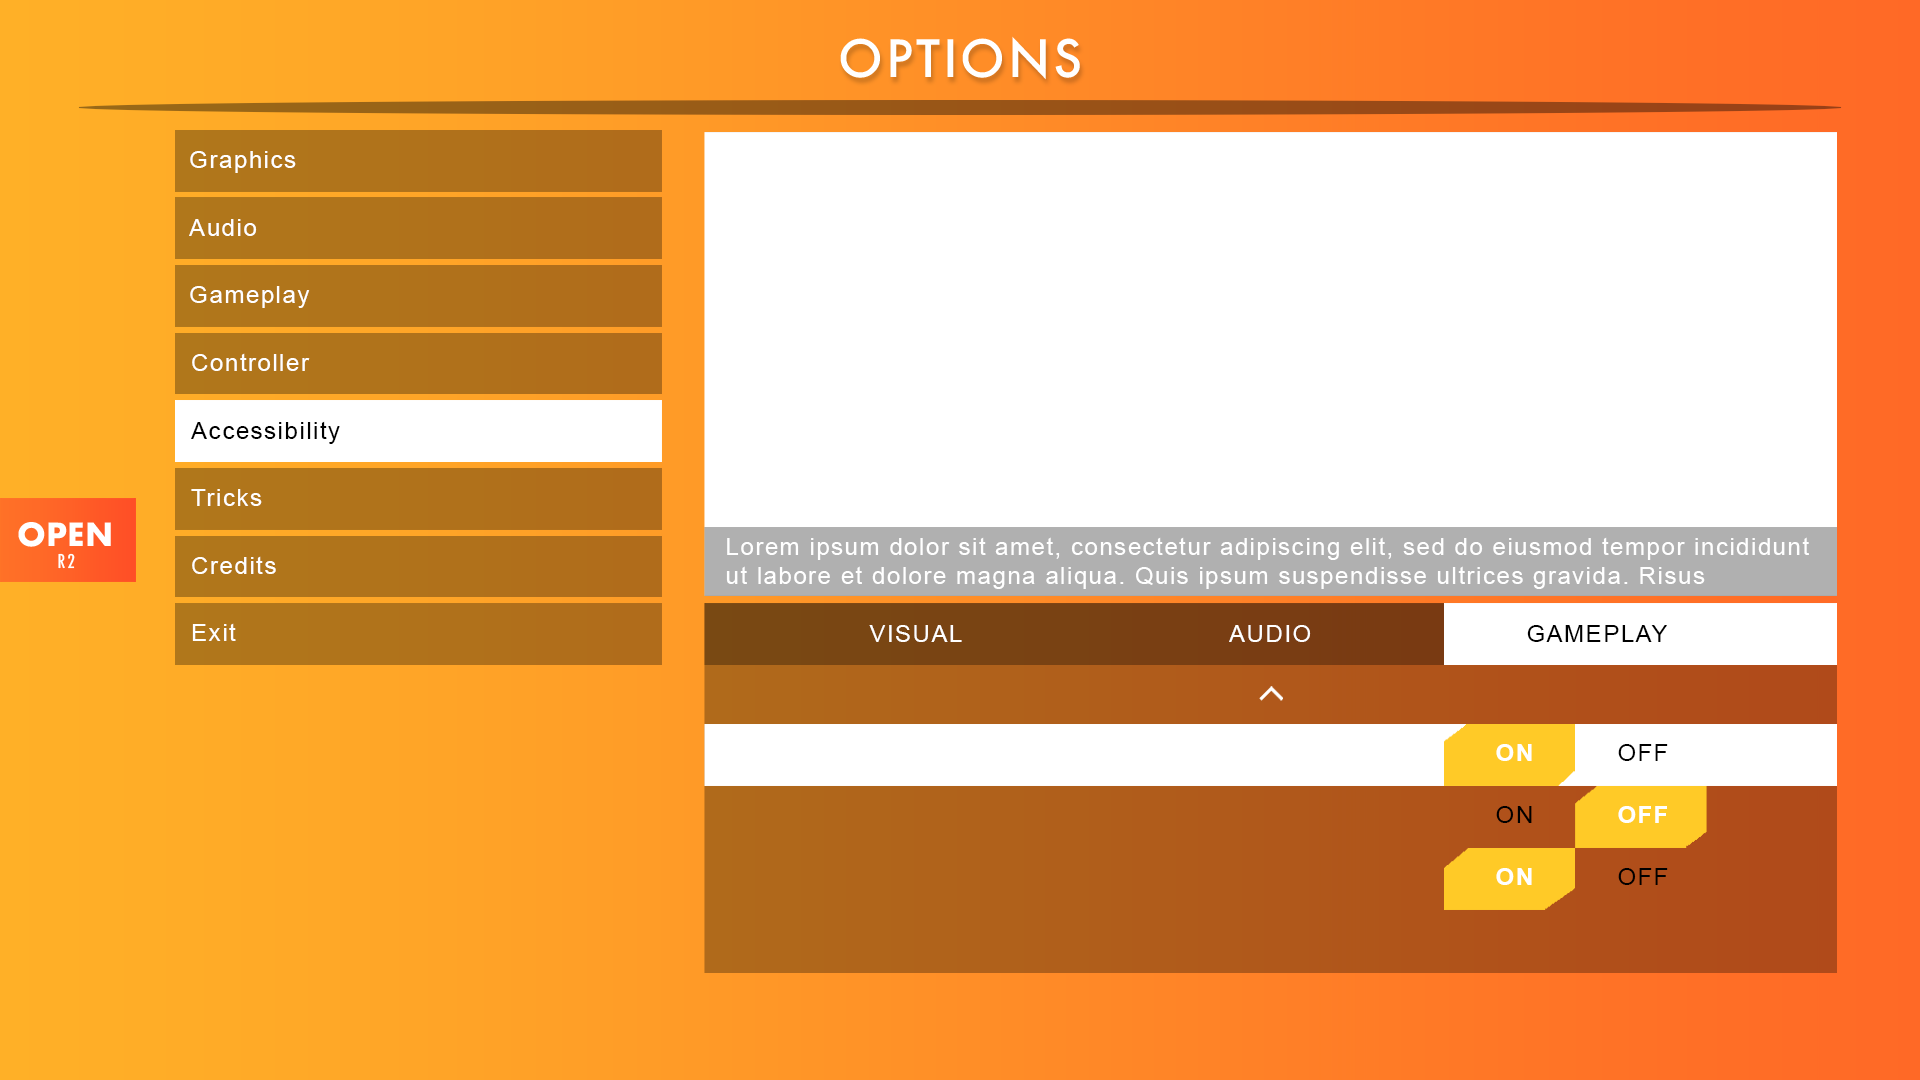 OPTIONS
Graphics
Audio
Gameplay
Controller
Accessibility
Tricks
Credits
Exit
OPEN
R2
Lorem ipsum dolor sit amet, consectetur adipiscing elit, sed do eiusmod tempor incididunt
ut labore et dolore magna aliqua. Quis ipsum suspendisse ultrices gravida. Risus
VISUAL AUDIO GAMEPLAY
ON OFF
ON OFF
ON OFF